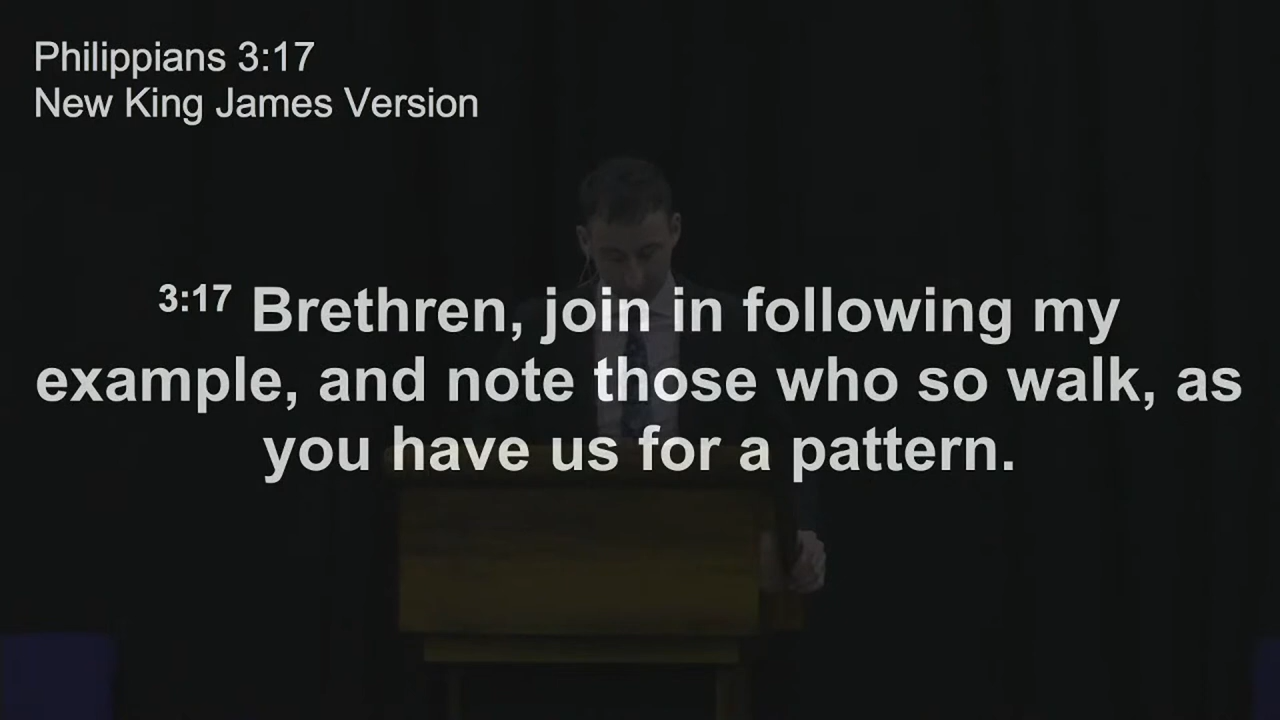 Philippians 3:17
New King James Version
3:17 Brethren, join in following my
example, and note those who so walk, as
you have us for a pattern.